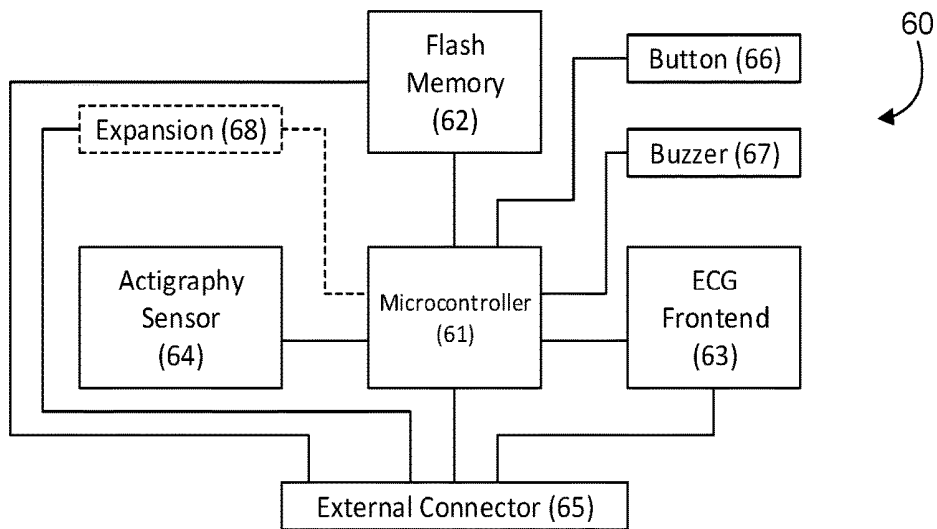 60
Flash
Memory
(62)
Button (66)
Expansion (68)
Buzzer (67)
Actigraphy
Sensor
(64)
Microcontroller
(61)
ECG
Frontend
(63)
External Connector (65)